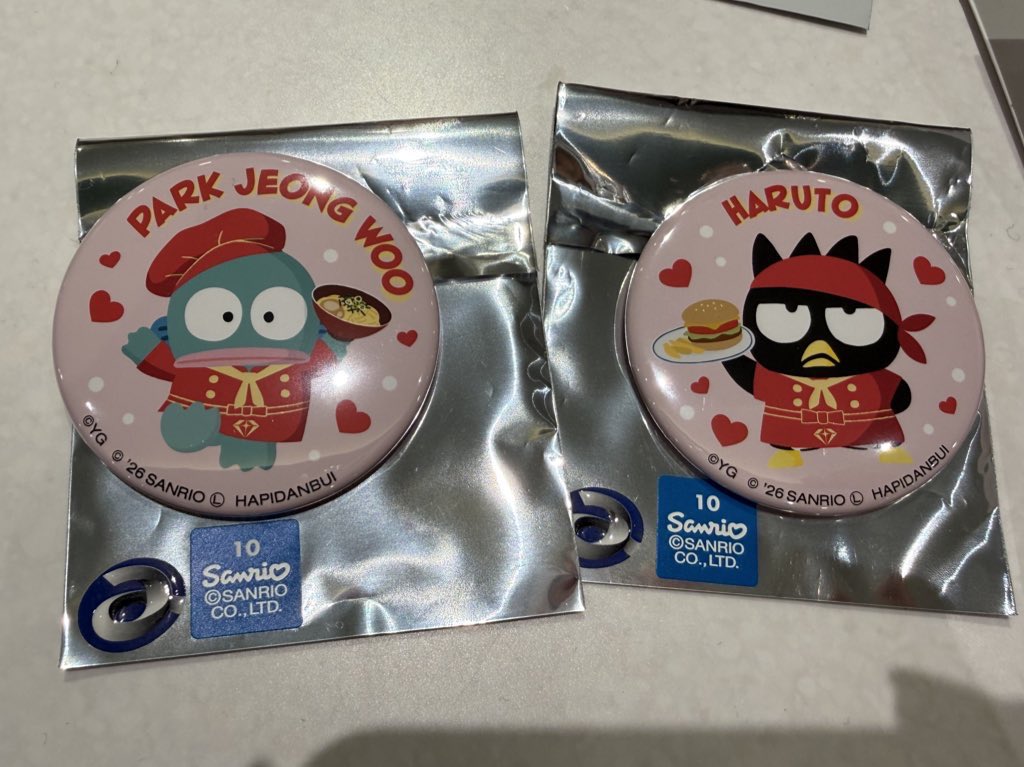 PARK JEONG WOO
©YG © '26 SANRIO Ⓛ HAPIDANBUI
10
Sanrio
©SANRIO
CO., LTD.
HARUTO
©YG © '26 SANRIO Ⓛ HAPIDANBUI
10
Sanrio
©SANRIO
CO., LTD.